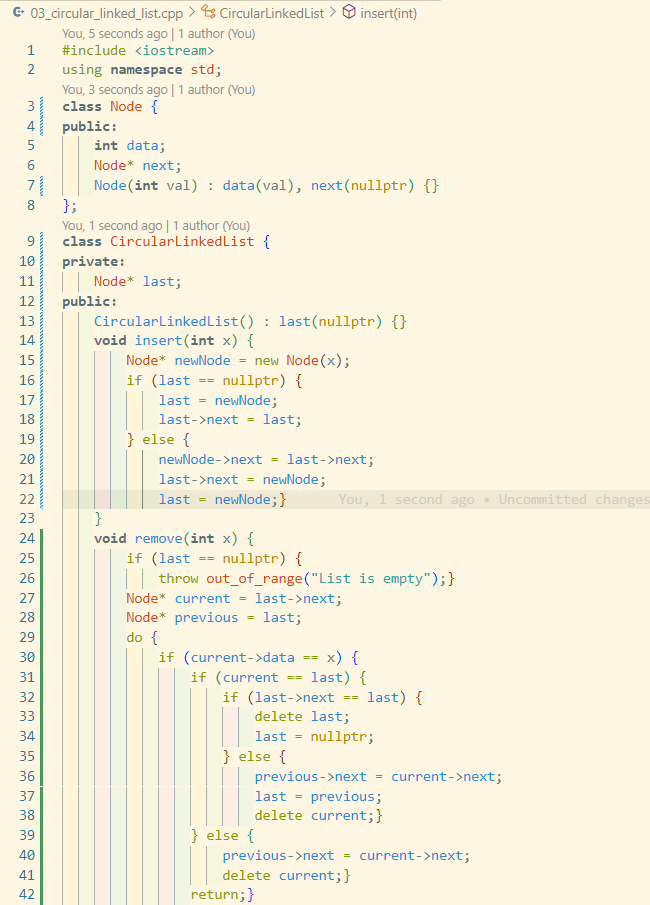 03_circular_linked_list.cpp > CircularLinkedList > insert(int)
You, 5 seconds ago | 1 author (You)
1 #include <iostream>
2 using namespace std;
You, 3 seconds ago | 1 author (You)
3 class Node {
4 public:
5     int data;
6     Node* next;
7     Node(int val) : data(val), next(nullptr) {}
8 };
You, 1 second ago | 1 author (You)
9 class CircularLinkedList {
10 private:
11     Node* last;
12 public:
13     CircularLinkedList() : last(nullptr) {}
14     void insert(int x) {
15         Node* newNode = new Node(x);
16         if (last == nullptr) {
17             last = newNode;
18             last->next = last;
19         } else {
20             newNode->next = last->next;
21             last->next = newNode;
22             last = newNode;} You, 1 second ago • Uncommitted changes
23     }
24     void remove(int x) {
25         if (last == nullptr) {
26             throw out_of_range("List is empty");}
27         Node* current = last->next;
28         Node* previous = last;
29         do {
30             if (current->data == x) {
31                 if (current == last) {
32                     if (last->next == last) {
33                         delete last;
34                         last = nullptr;
35                     } else {
36                         previous->next = current->next;
37                         last = previous;
38                         delete current;}
39                 } else {
40                     previous->next = current->next;
41                     delete current;}
42                 return;}